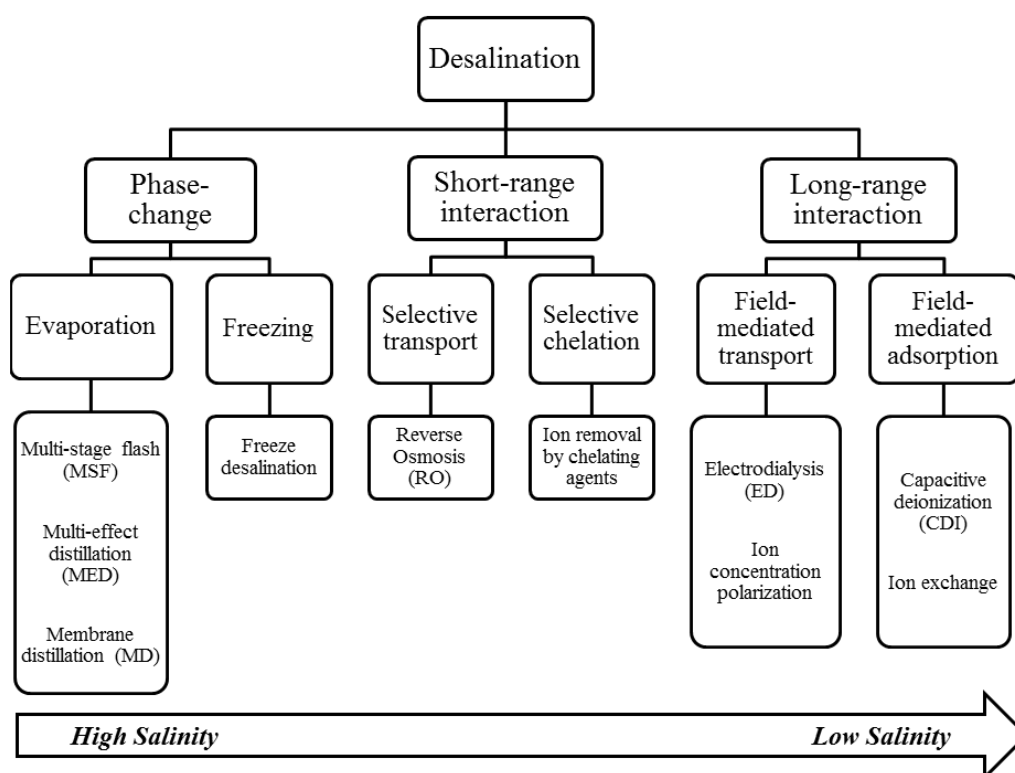 Desalination
Phase-
change
Short-range
interaction
Long-range
interaction
Evaporation
Freezing
Selective
transport
Selective
chelation
Field-
mediated
transport
Field-
mediated
adsorption
Multi-stage flash
(MSF)
Multi-effect
distillation
(MED)
Membrane
distillation (MD)
Freeze
desalination
Reverse
Osmosis
(RO)
Ion removal
by chelating
agents
Electrodialysis
(ED)
Ion
concentration
polarization
Capacitive
deionization
(CDI)
Ion exchange
High Salinity
Low Salinity